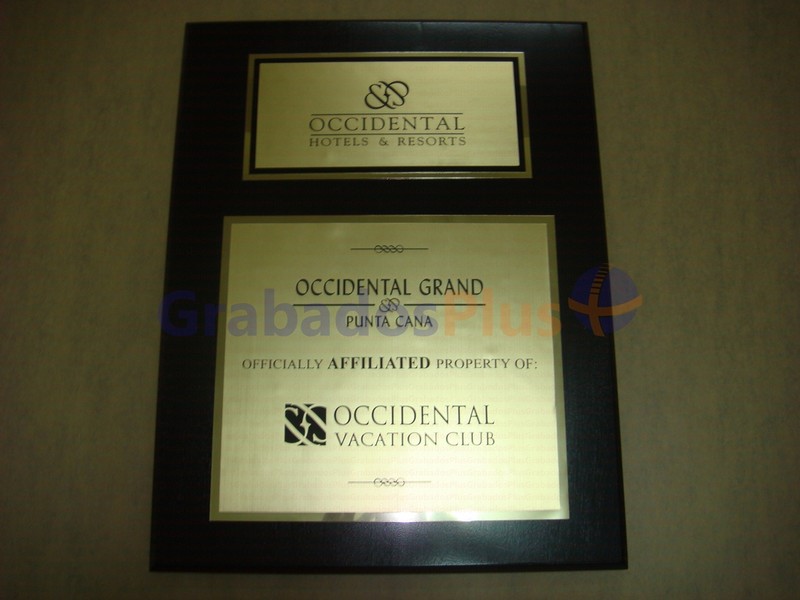 OCCIDENTAL
HOTELS & RESORTS
OCCIDENTAL GRAND
PUNTA CANA
GrabadosPlus
OFFICIALLY AFFILIATED PROPERTY OF:
OCCIDENTAL
VACATION CLUB